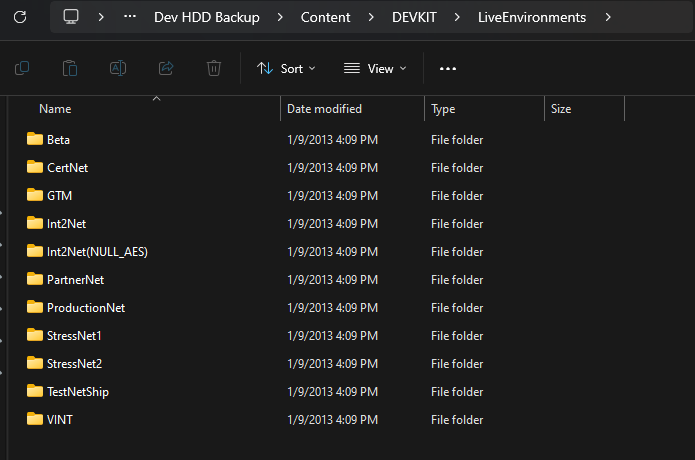 Dev HDD Backup > Content > DEVKIT > LiveEnvironments >
Sort View
Name Date modified Type Size
Beta 1/9/2013 4:09 PM File folder
CertNet 1/9/2013 4:09 PM File folder
GTM 1/9/2013 4:09 PM File folder
Int2Net 1/9/2013 4:09 PM File folder
Int2Net(NULL_AES) 1/9/2013 4:09 PM File folder
PartnerNet 1/9/2013 4:09 PM File folder
ProductionNet 1/9/2013 4:09 PM File folder
StressNet1 1/9/2013 4:09 PM File folder
StressNet2 1/9/2013 4:09 PM File folder
TestNetShip 1/9/2013 4:09 PM File folder
VINT 1/9/2013 4:09 PM File folder